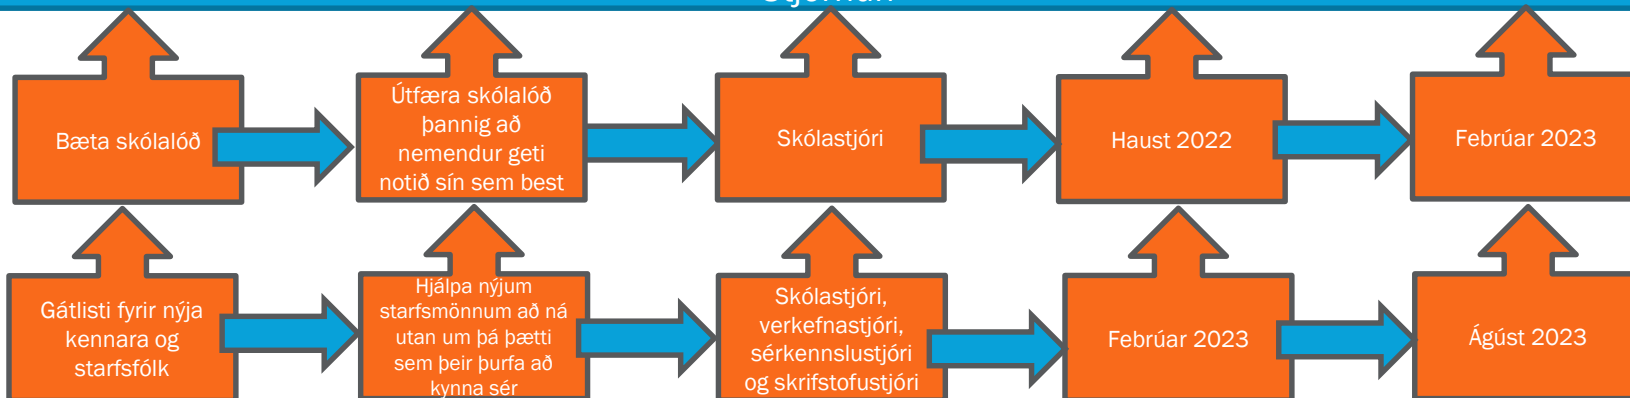 Stjórnun
Bæta skólalóð
Útfæra skólalóð
þannig að
nemendur geti
notið sín sem best
Skólastjóri
Haust 2022
Febrúar 2023
Gátlisti fyrir nýja
kennara og
starfsfólk
Hjálpa nýjum
starfsmönnum að ná
utan um þá þætti
sem þeir þurfa að
kynna sér
Skólastjóri,
verkefnastjóri,
sérkennslustjóri
og skrifstofustjóri
Febrúar 2023
Ágúst 2023